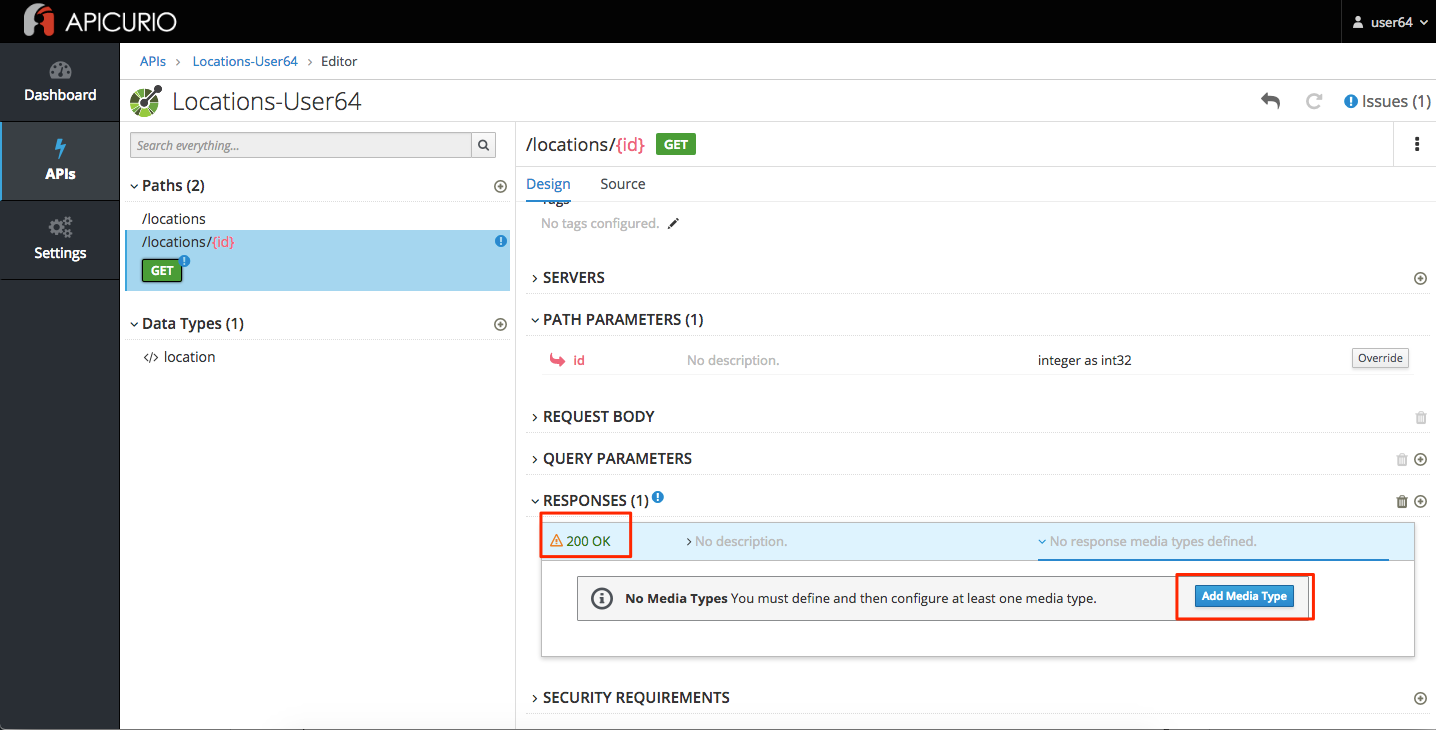 APICURIO
user64
Dashboard
APIs
Settings
APIs > Locations-User64 > Editor
Locations-User64
Issues (1)
Search everything...
Paths (2)
/locations
/locations/{id}
GET
Data Types (1)
</> location
/locations/{id} GET
Design Source
Tags
No tags configured.
SERVERS
PATH PARAMETERS (1)
id No description. integer as int32 Override
REQUEST BODY
QUERY PARAMETERS
RESPONSES (1)
200 OK No description. No response media types defined.
No Media Types You must define and then configure at least one media type. Add Media Type
SECURITY REQUIREMENTS